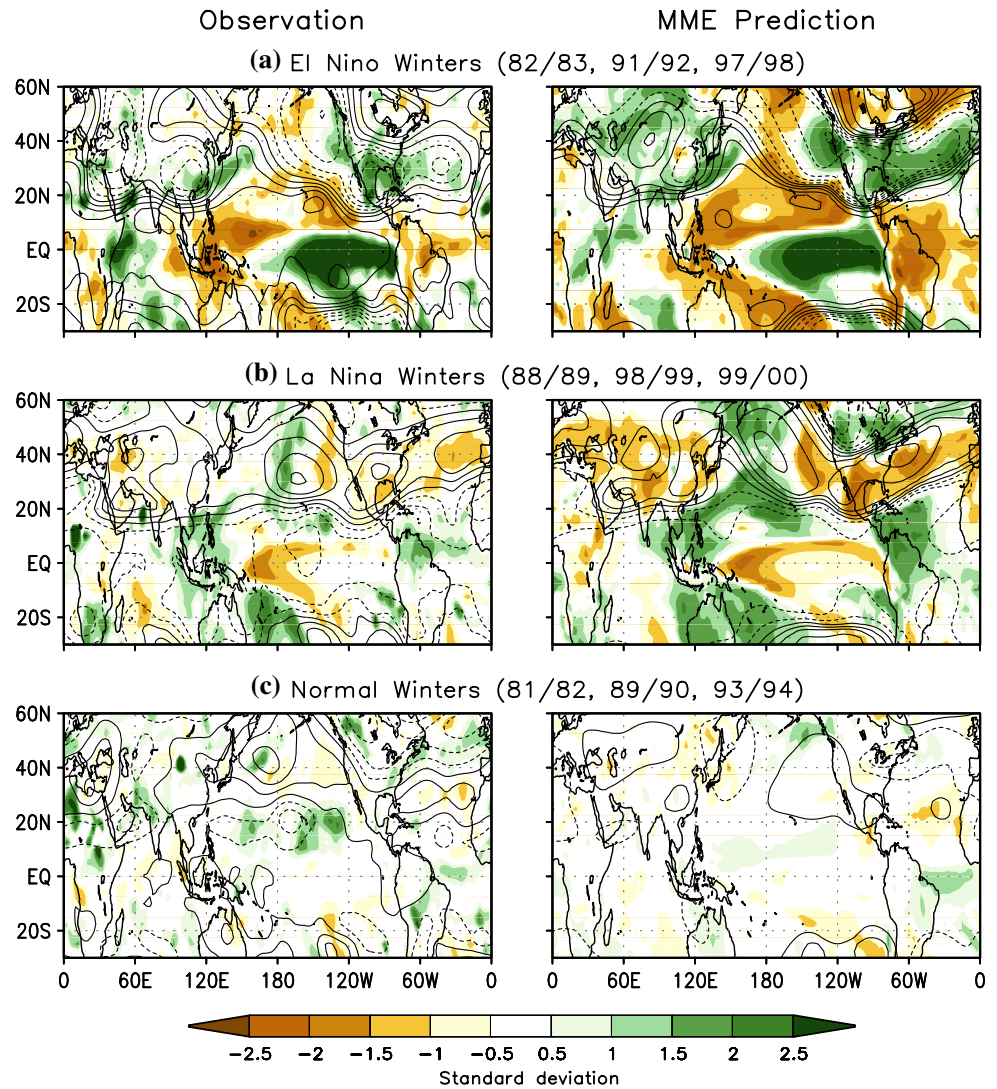 Observation MME Prediction
(a) El Nino Winters (82/83, 91/92, 97/98)
60N
40N
20N
EQ
20S
(b) La Nina Winters (88/89, 98/99, 99/00)
60N
40N
20N
EQ
20S
(c) Normal Winters (81/82, 89/90, 93/94)
60N
40N
20N
EQ
20S
0 60E 120E 180 120W 60W 0 0 60E 120E 180 120W 60W 0
-2.5 -2 -1.5 -1 -0.5 0.5 1 1.5 2 2.5
Standard deviation